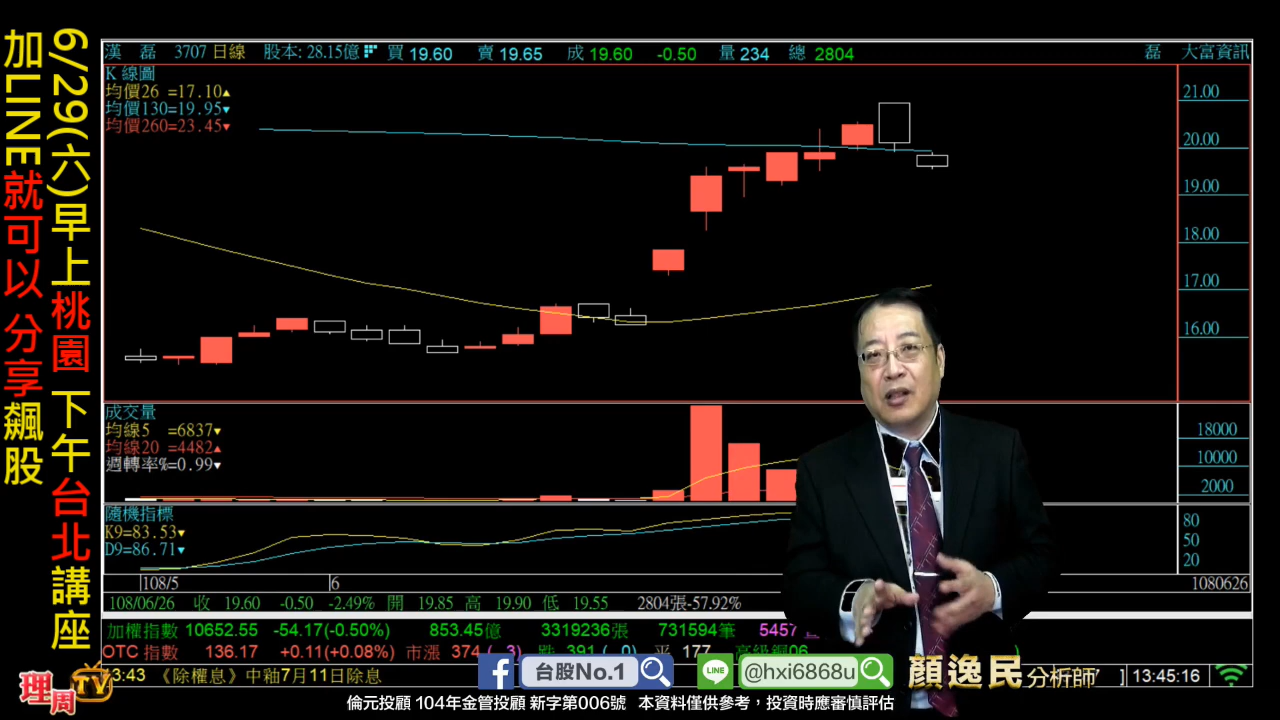 6/29(六)早上桃園 下午台北講座
加LINE就可以 分享飆股
漢 磊 3707 日線 股本: 28.15億 買 19.60 賣 19.65 成 19.60 -0.50 量 234 總 2804 磊 大富資訊
K 線圖
均價26 =17.10▲
均價130=19.95▼
均價260=23.45▼
21.00
20.00
19.00
18.00
17.00
16.00
成交量
均線5 =6837▼
均線20 =4482▲
週轉率%=0.99▼
18000
10000
2000
隨機指標
K9=83.53▼
D9=86.71▼
80
50
20
108/5 6 1080626
108/06/26 收 19.60 -0.50 -2.49% 開 19.85 高 19.90 低 19.55 2804張-57.92%
加權指數 10652.55 -54.17(-0.50%) 853.45億 3319236張 731594筆 5457
OTC 指數 136.17 +0.11(+0.08%) 市漲 374 ( 3) 跌 391 ( 0) 平 177
3:43 《除權息》中釉7月11日除息 13:45:16
理周TV
台股No.1
LINE
@hxi6868u
顏逸民 分析師
倫元投顧 104年金管投顧 新字第006號 本資料僅供參考，投資時應審慎評估